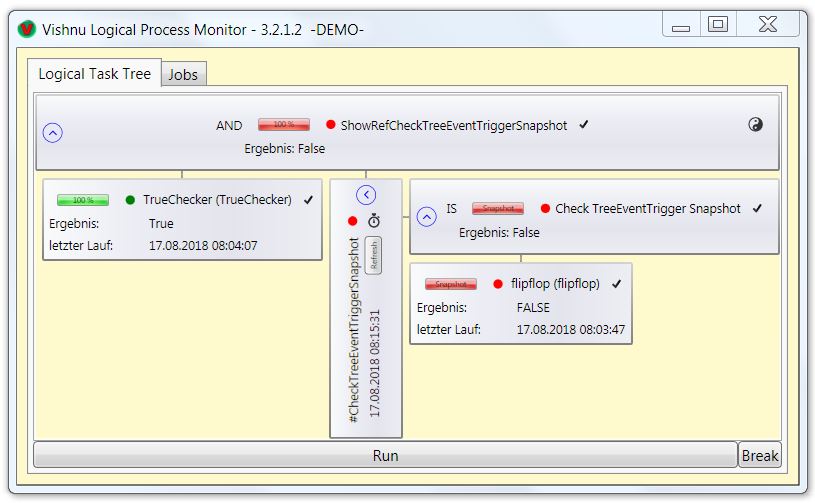 Vishnu Logical Process Monitor - 3.2.1.2 -DEMO-
Logical Task Tree
Jobs
AND
100 %
ShowRefCheckTreeEventTriggerSnapshot
Ergebnis: False
100 %
TrueChecker (TrueChecker)
Ergebnis: True
letzter Lauf: 17.08.2018 08:04:07
#CheckTreeEventTriggerSnapshot
17.08.2018 08:15:31
Refresh
IS
Snapshot
Check TreeEventTrigger Snapshot
Ergebnis: False
Snapshot
flipflop (flipflop)
Ergebnis: FALSE
letzter Lauf: 17.08.2018 08:03:47
Run
Break